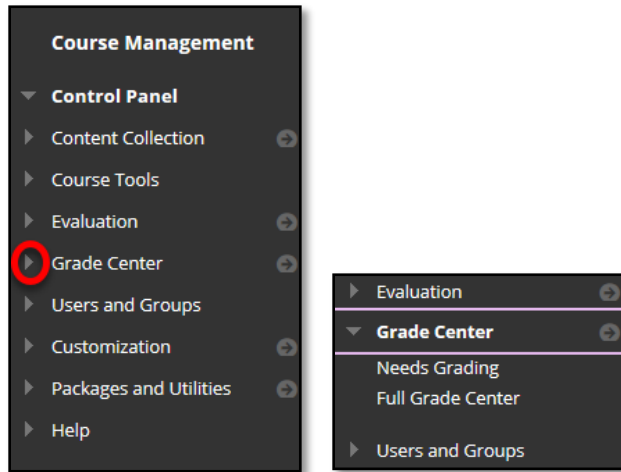 Course Management
Control Panel
Content Collection
Course Tools
Evaluation
Grade Center
Users and Groups
Customization
Packages and Utilities
Help
Evaluation
Grade Center
Needs Grading
Full Grade Center
Users and Groups